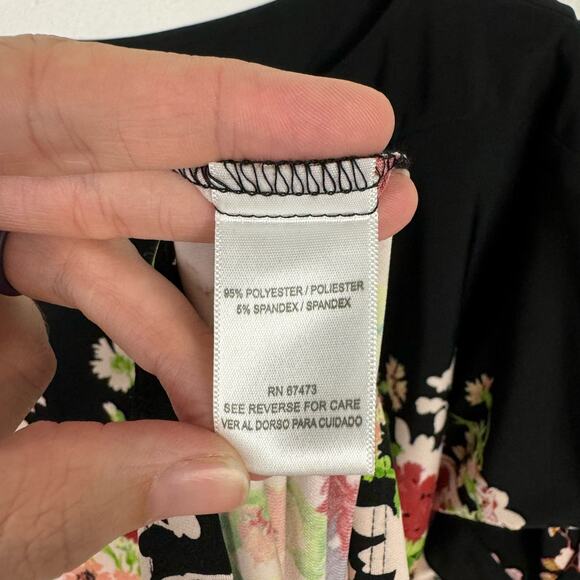 95% POLYESTER / POLIESTER
5% SPANDEX / SPANDEX
RN 67473
SEE REVERSE FOR CARE
VER AL DORSO PARA CUIDADO